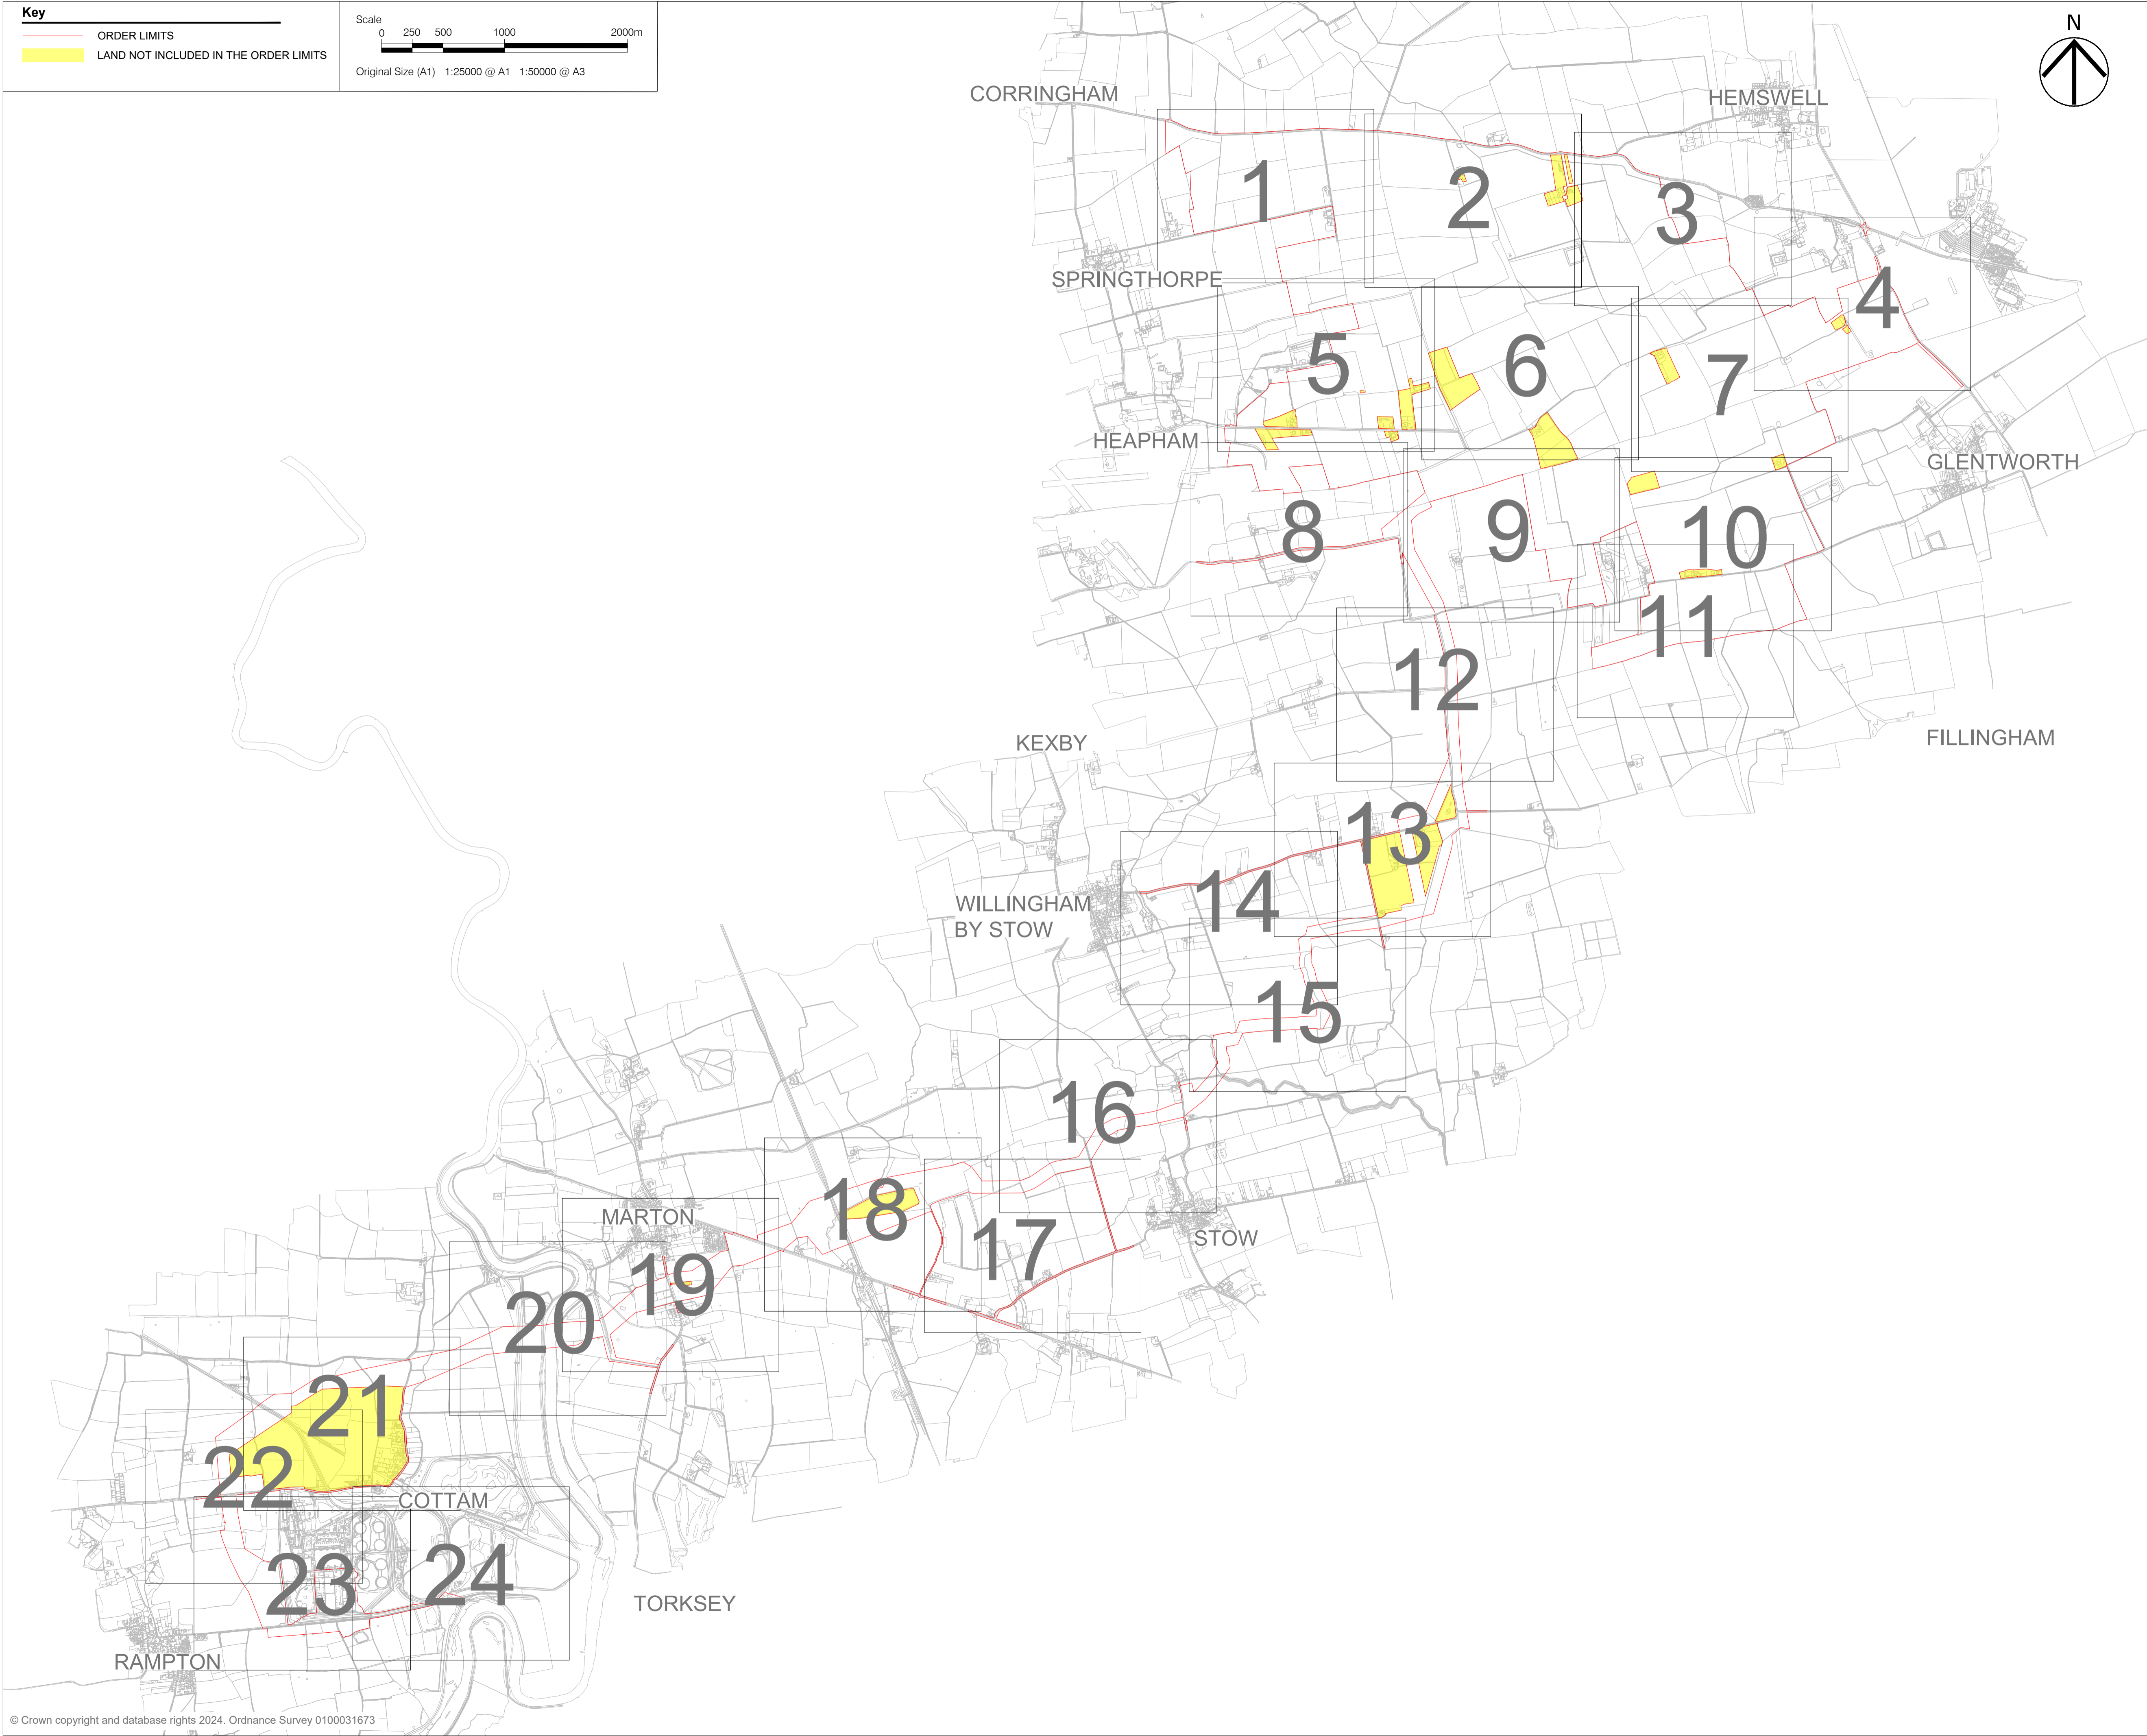 Key
ORDER LIMITS
LAND NOT INCLUDED IN THE ORDER LIMITS
Scale
0 250 500 1000 2000m
Original Size (A1) 1:25000 @ A1 1:50000 @ A3
N
CORRINGHAM
HEMSWELL
1
2
3
4
SPRINGTHORPE
5
6
7
HEAPHAM
GLENTWORTH
8
9
10
11
12
KEXBY
FILLINGHAM
13
14
WILLINGHAM
BY STOW
15
16
18
17
MARTON
STOW
19
20
21
22
COTTAM
23
24
TORKSEY
RAMPTON
© Crown copyright and database rights 2024. Ordnance Survey 0100031673